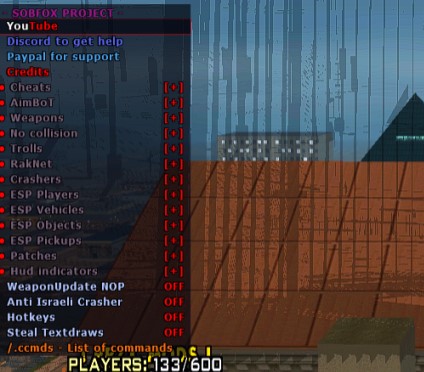 SOBFOX PROJECT
YouTube
Discord to get help
Paypal for support
Credits
Cheats [+]
AimBoT [+]
Weapons [+]
No collision [+]
Trolls [+]
RakNet [+]
Crashers [+]
ESP Players [+]
ESP Vehicles [+]
ESP Objects [+]
ESP Pickups [+]
Patches [+]
Hud indicators [+]
WeaponUpdate NOP OFF
Anti Israeli Crasher OFF
Hotkeys OFF
Steal Textdraws OFF
/.ccmds - List of commands
PLAYERS: 133/600